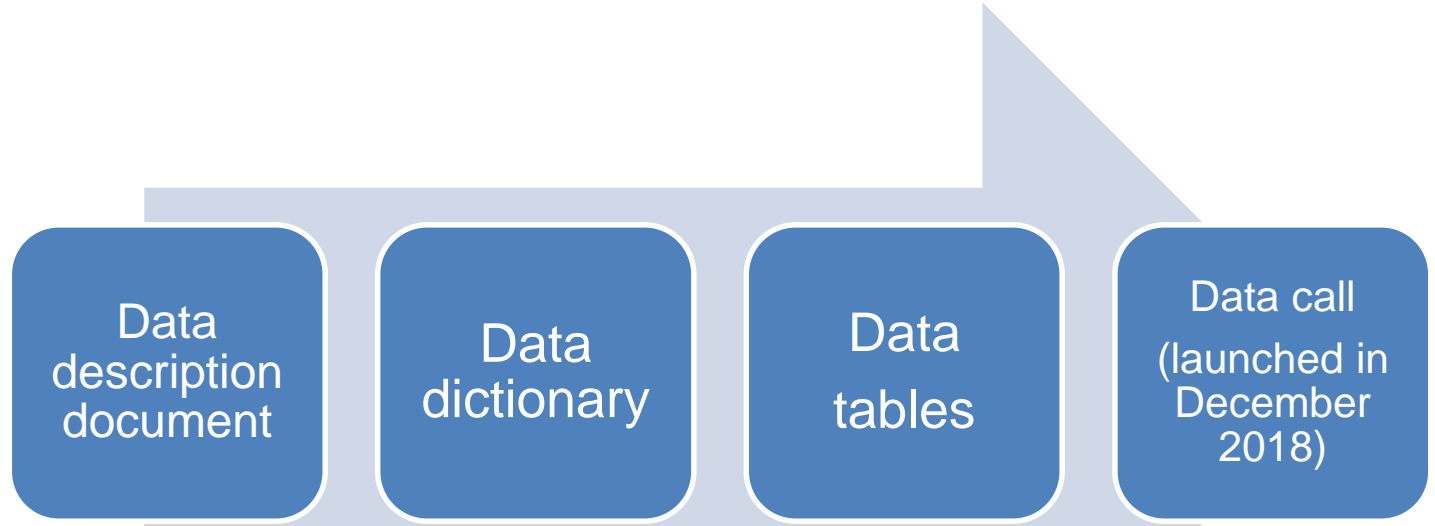 Data
description
document
Data
dictionary
Data
tables
Data call
(launched in
December
2018)